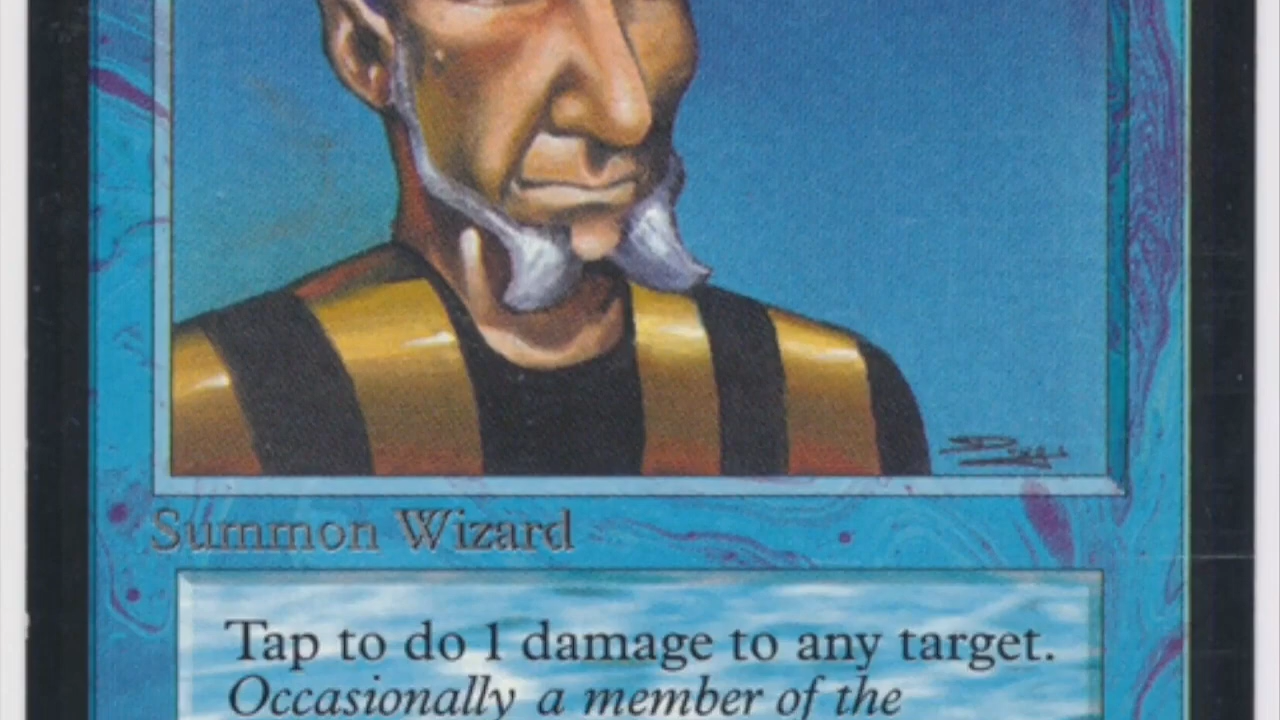 Summon Wizard
Tap to do 1 damage to any target.
Occasionally a member of the